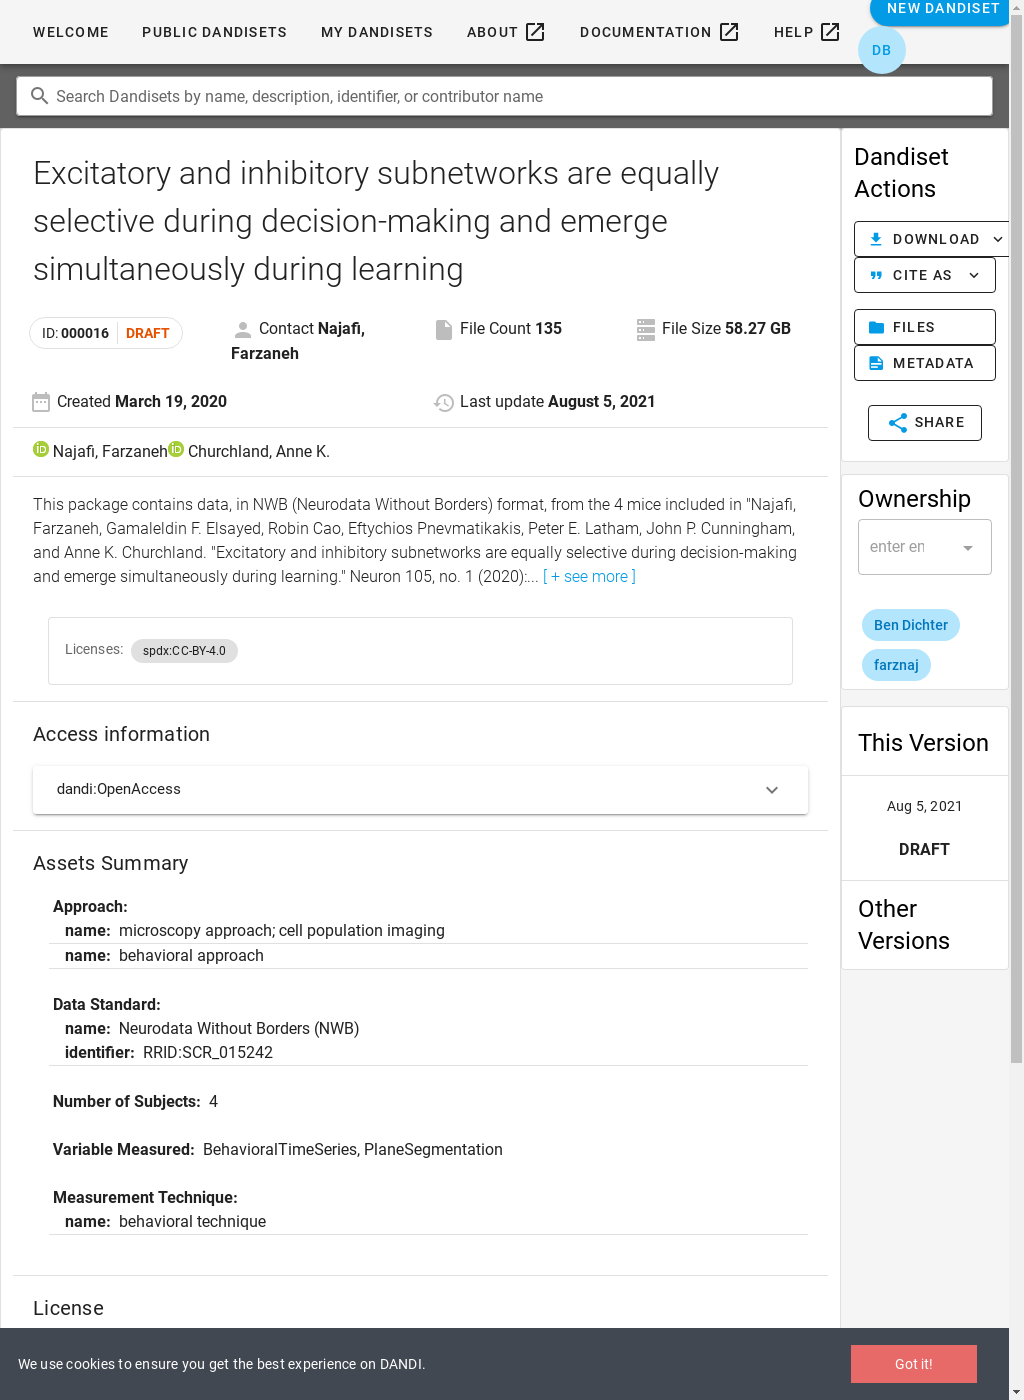 WELCOME PUBLIC DANDISETS MY DANDISETS ABOUT DOCUMENTATION HELP NEW DANDISET
DB
Search Dandisets by name, description, identifier, or contributor name
Excitatory and inhibitory subnetworks are equally
selective during decision-making and emerge
simultaneously during learning
ID: 000016 DRAFT
Contact Najafi,
Farzaneh
File Count 135
File Size 58.27 GB
Created March 19, 2020
Last update August 5, 2021
Najafi, Farzaneh Churchland, Anne K.
This package contains data, in NWB (Neurodata Without Borders) format, from the 4 mice included in "Najafi,
Farzaneh, Gamaleldin F. Elsayed, Robin Cao, Eftychios Pnevmatikakis, Peter E. Latham, John P. Cunningham,
and Anne K. Churchland. "Excitatory and inhibitory subnetworks are equally selective during decision-making
and emerge simultaneously during learning." Neuron 105, no. 1 (2020):... [ + see more ]
Licenses: spdx:CC-BY-4.0
Access information
dandi:OpenAccess
Assets Summary
Approach:
name: microscopy approach; cell population imaging
name: behavioral approach
Data Standard:
name: Neurodata Without Borders (NWB)
identifier: RRID:SCR_015242
Number of Subjects: 4
Variable Measured: BehavioralTimeSeries, PlaneSegmentation
Measurement Technique:
name: behavioral technique
License
Dandiset
Actions
DOWNLOAD
CITE AS
FILES
METADATA
SHARE
Ownership
enter en
Ben Dichter
farznaj
This Version
Aug 5, 2021
DRAFT
Other
Versions
We use cookies to ensure you get the best experience on DANDI.
Got it!